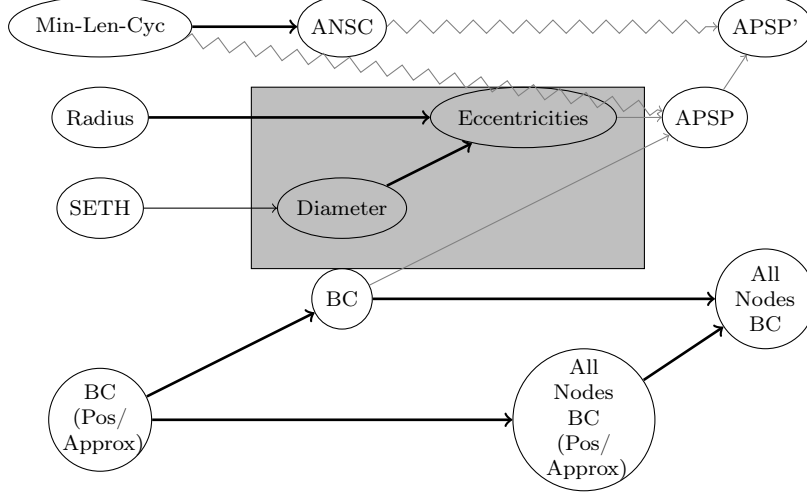 Min-Len-Cyc
ANSC
APSP'
Radius
Eccentricities
APSP
SETH
Diameter
BC
All
Nodes
BC
BC
(Pos/
Approx)
All
Nodes
BC
(Pos/
Approx)